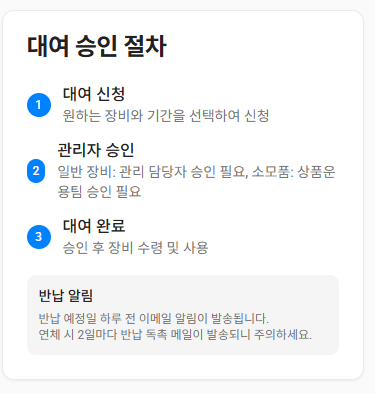 대여 승인 절차
1
대여 신청
원하는 장비와 기간을 선택하여 신청
2
관리자 승인
일반 장비: 관리 담당자 승인 필요, 소모품: 상품운
용팀 승인 필요
3
대여 완료
승인 후 장비 수령 및 사용
반납 알림
반납 예정일 하루 전 이메일 알림이 발송됩니다.
연체 시 2일마다 반납 독촉 메일이 발송되니 주의하세요.